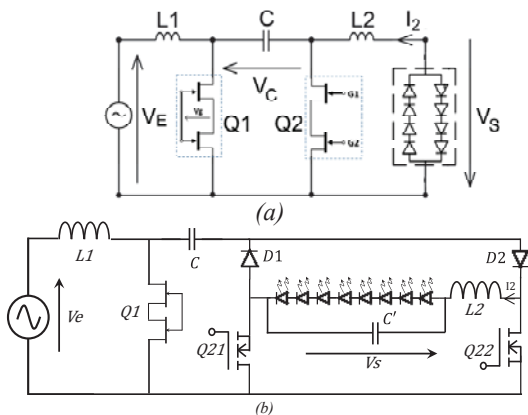 L1 C L2 I2
VE Vg Q1 VC Q2 G1 G2 VS
(a)
L1 C D1 D2
Ve Q1 Q21 C' L2 I2
Vs Q22
(b)